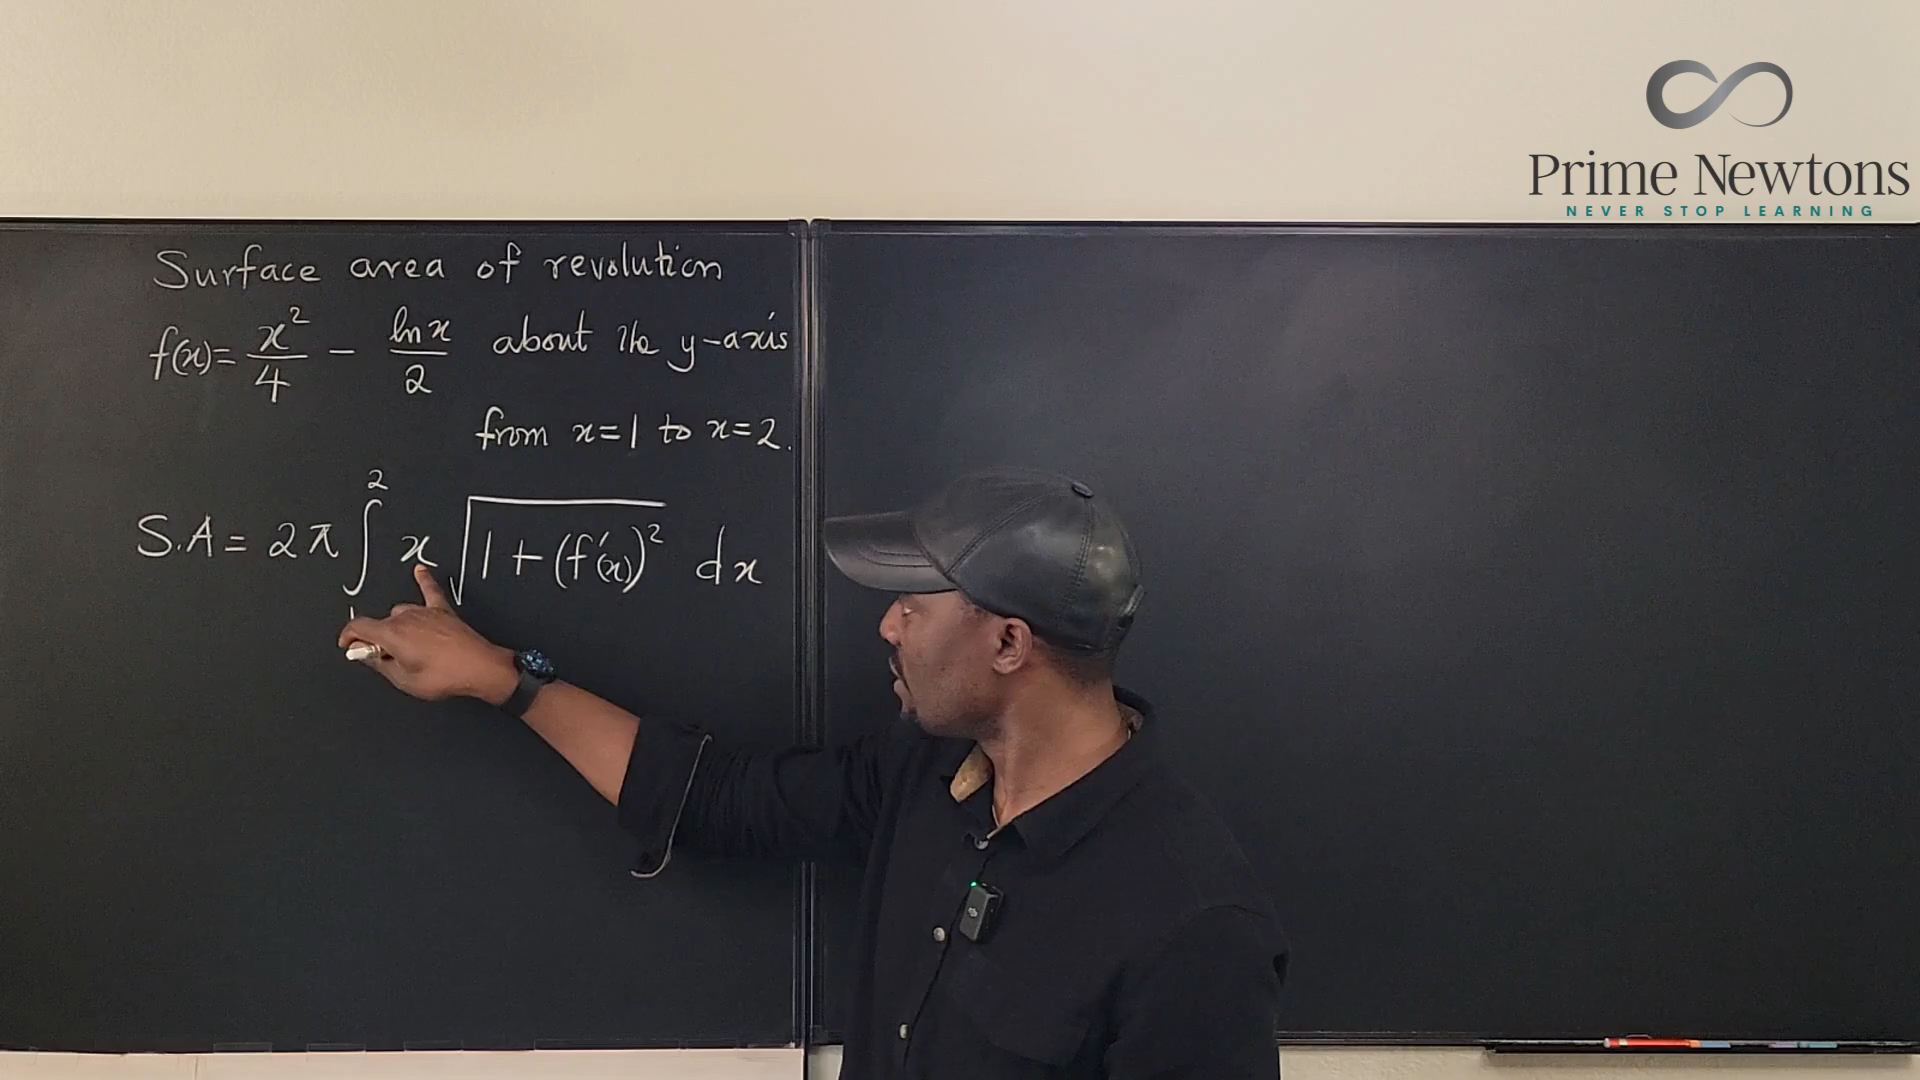 Prime Newtons
NEVER STOP LEARNING
Surface area of revolution
f(x) = x²/4 - ln x/2 about the y-axis
from x=1 to x=2.
S.A = 2π ∫₁² x √(1 + (f'(x))²) dx